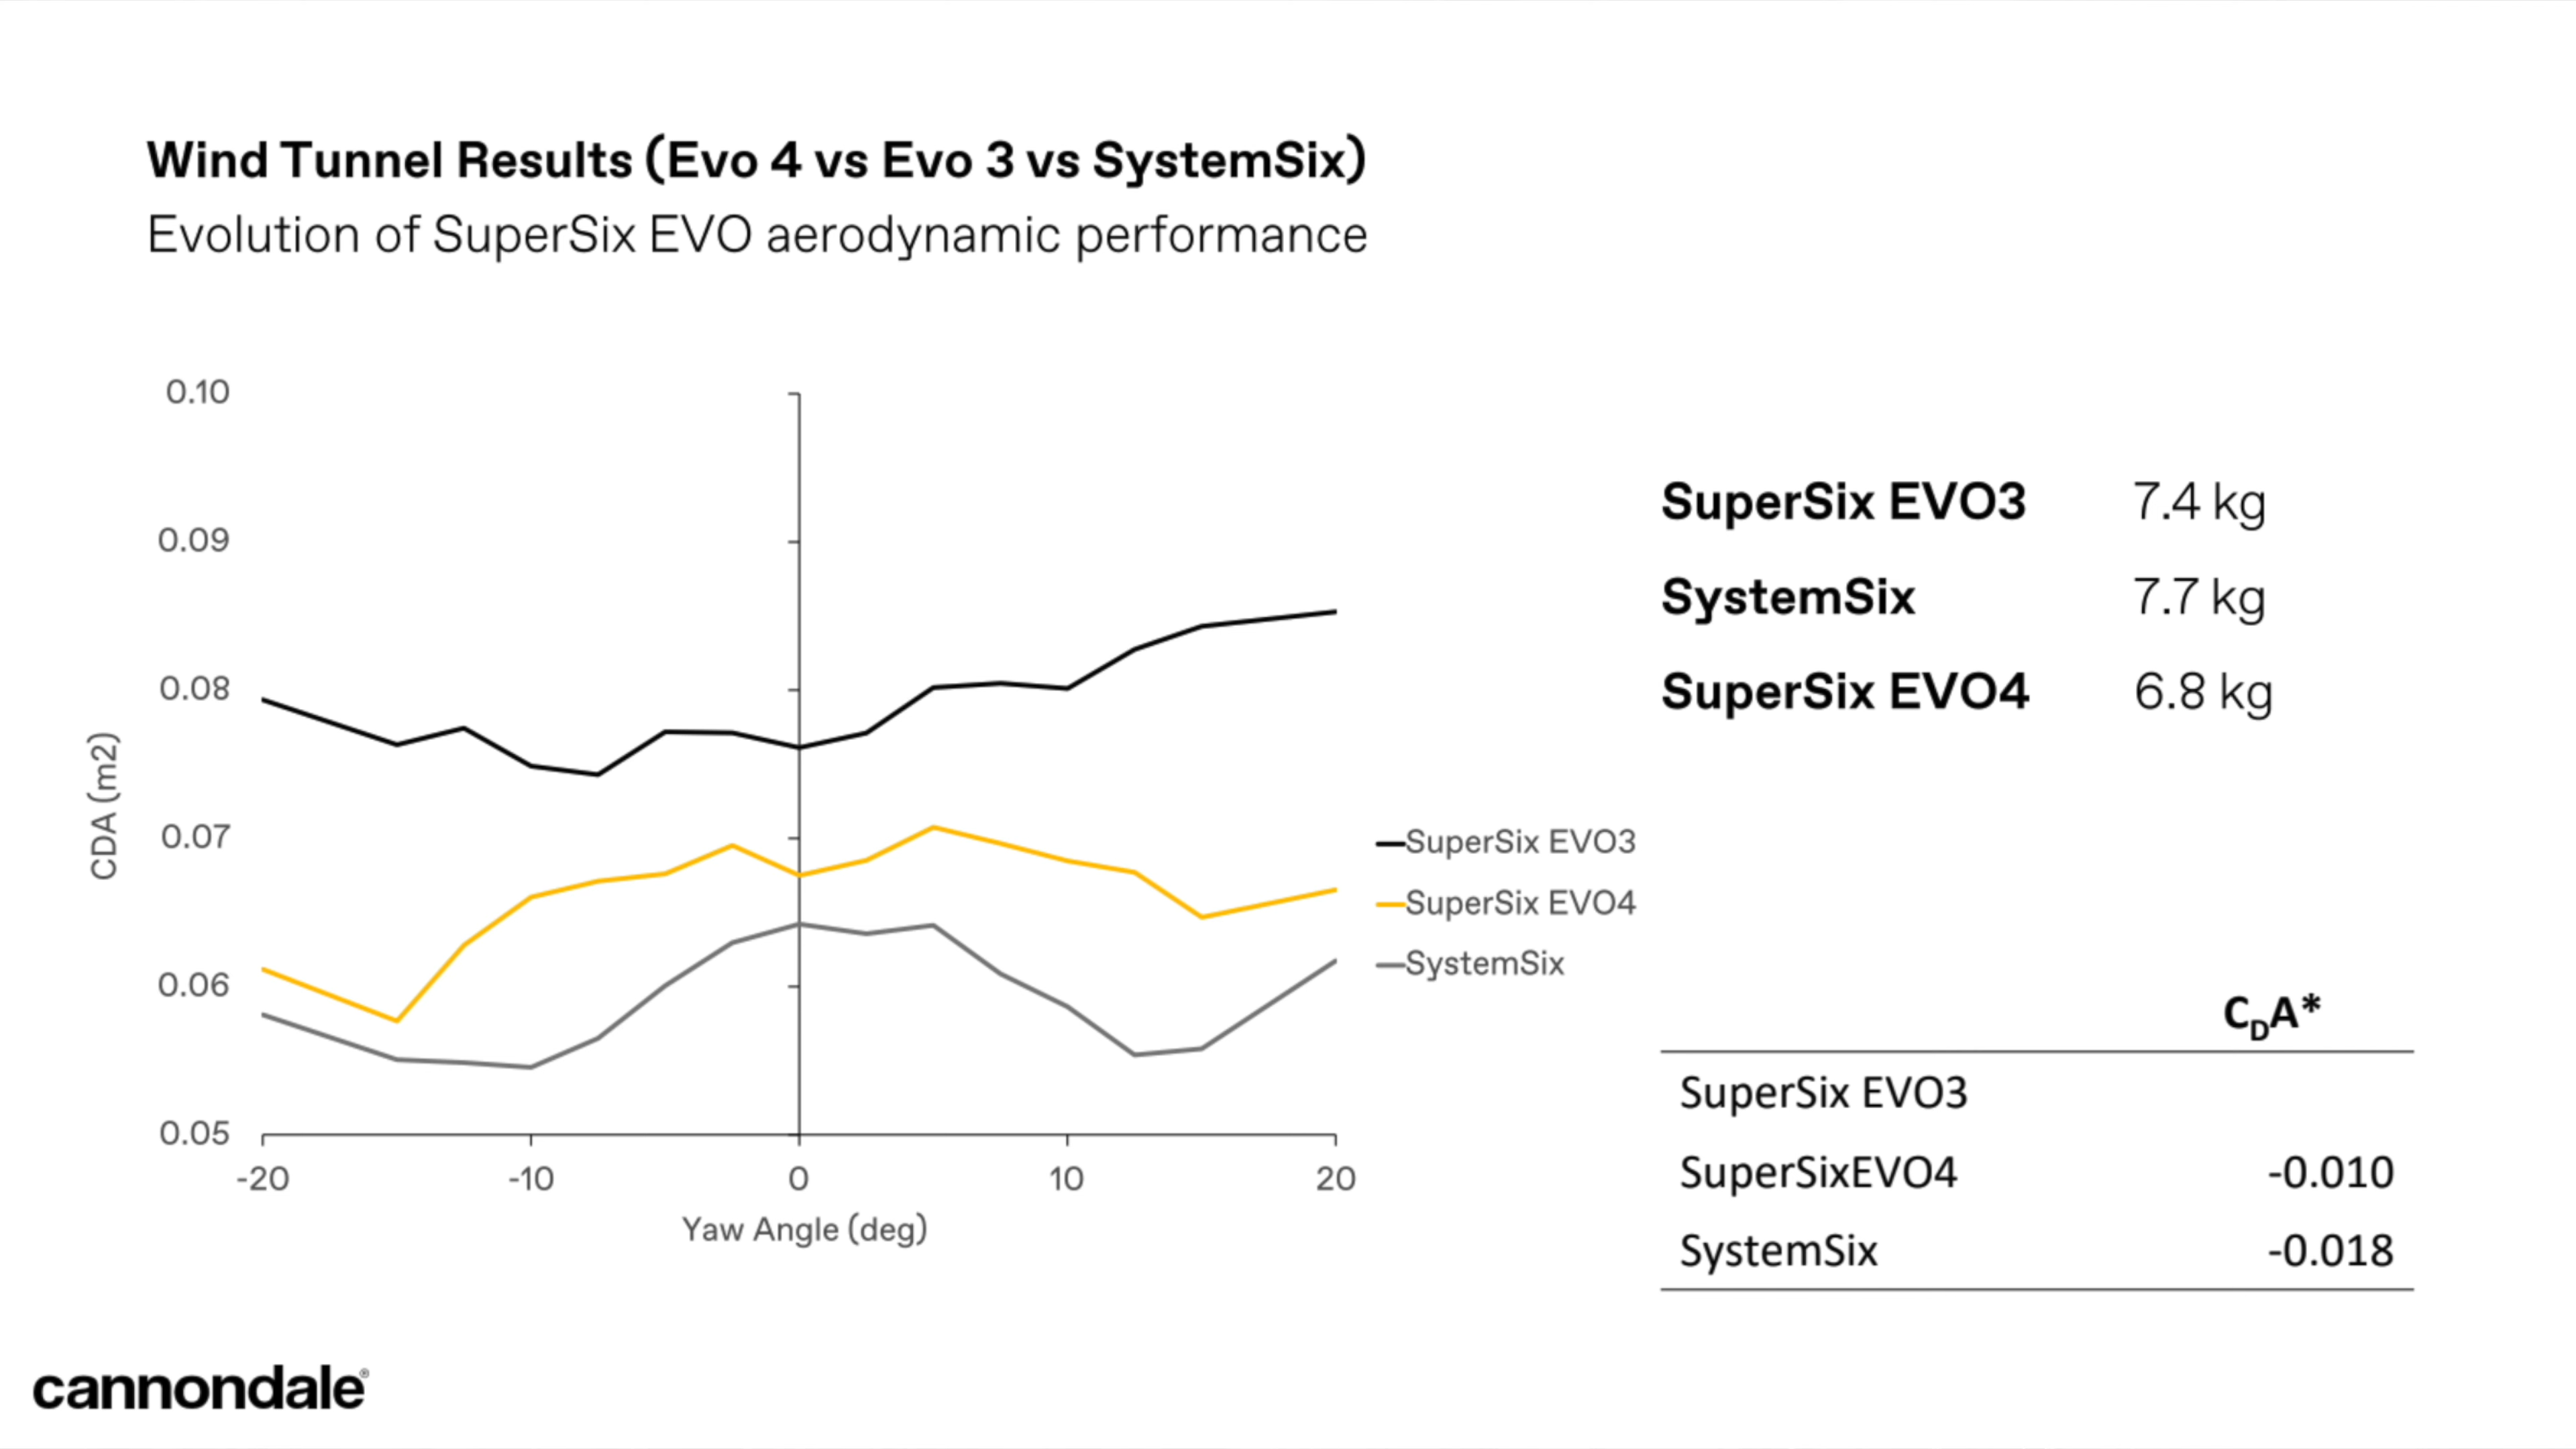 Wind Tunnel Results (Evo 4 vs Evo 3 vs SystemSix)
Evolution of SuperSix EVO aerodynamic performance
0.10
0.09
0.08
0.07
0.06
0.05
CDA (m2)
-20 -10 0 10 20
Yaw Angle (deg)
SuperSix EVO3
SuperSix EVO4
SystemSix
SuperSix EVO3 7.4 kg
SystemSix 7.7 kg
SuperSix EVO4 6.8 kg
CDA*
SuperSix EVO3
SuperSixEVO4 -0.010
SystemSix -0.018
cannondale®